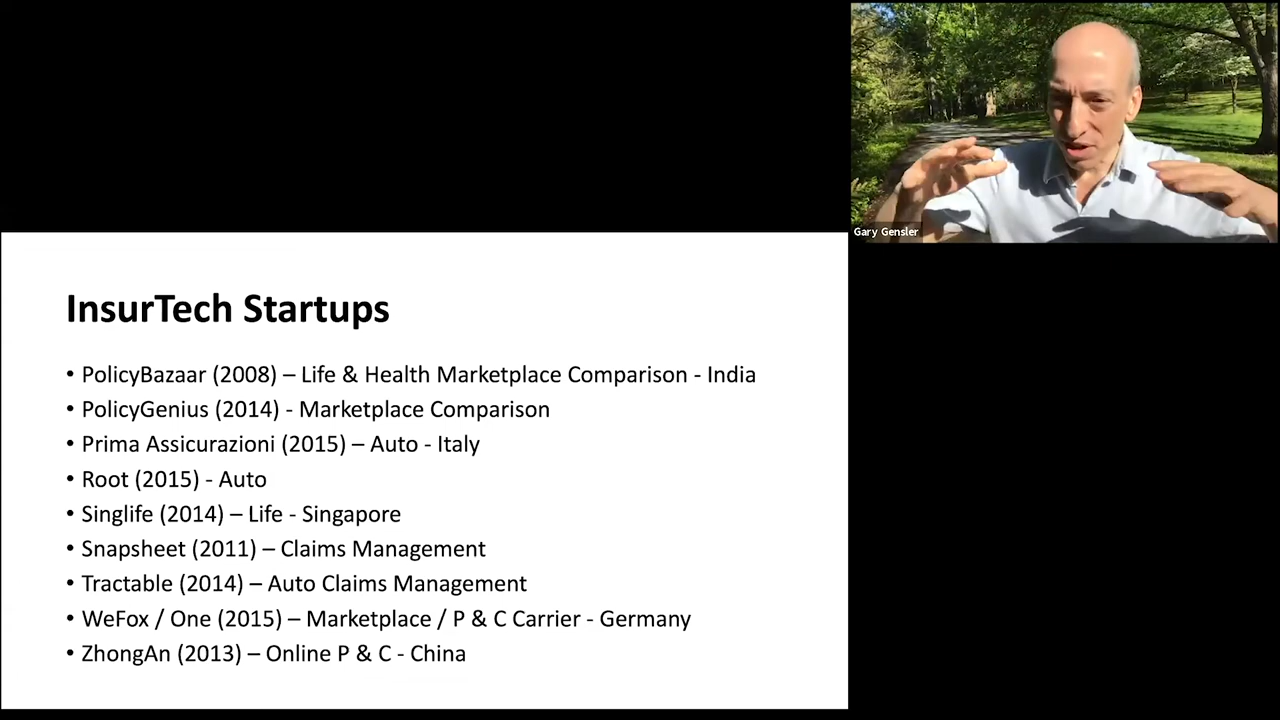 Gary Gensler
InsurTech Startups
• PolicyBazaar (2008) – Life & Health Marketplace Comparison - India
• PolicyGenius (2014) - Marketplace Comparison
• Prima Assicurazioni (2015) – Auto - Italy
• Root (2015) - Auto
• Singlife (2014) – Life - Singapore
• Snapsheet (2011) – Claims Management
• Tractable (2014) – Auto Claims Management
• WeFox / One (2015) – Marketplace / P & C Carrier - Germany
• ZhongAn (2013) – Online P & C - China